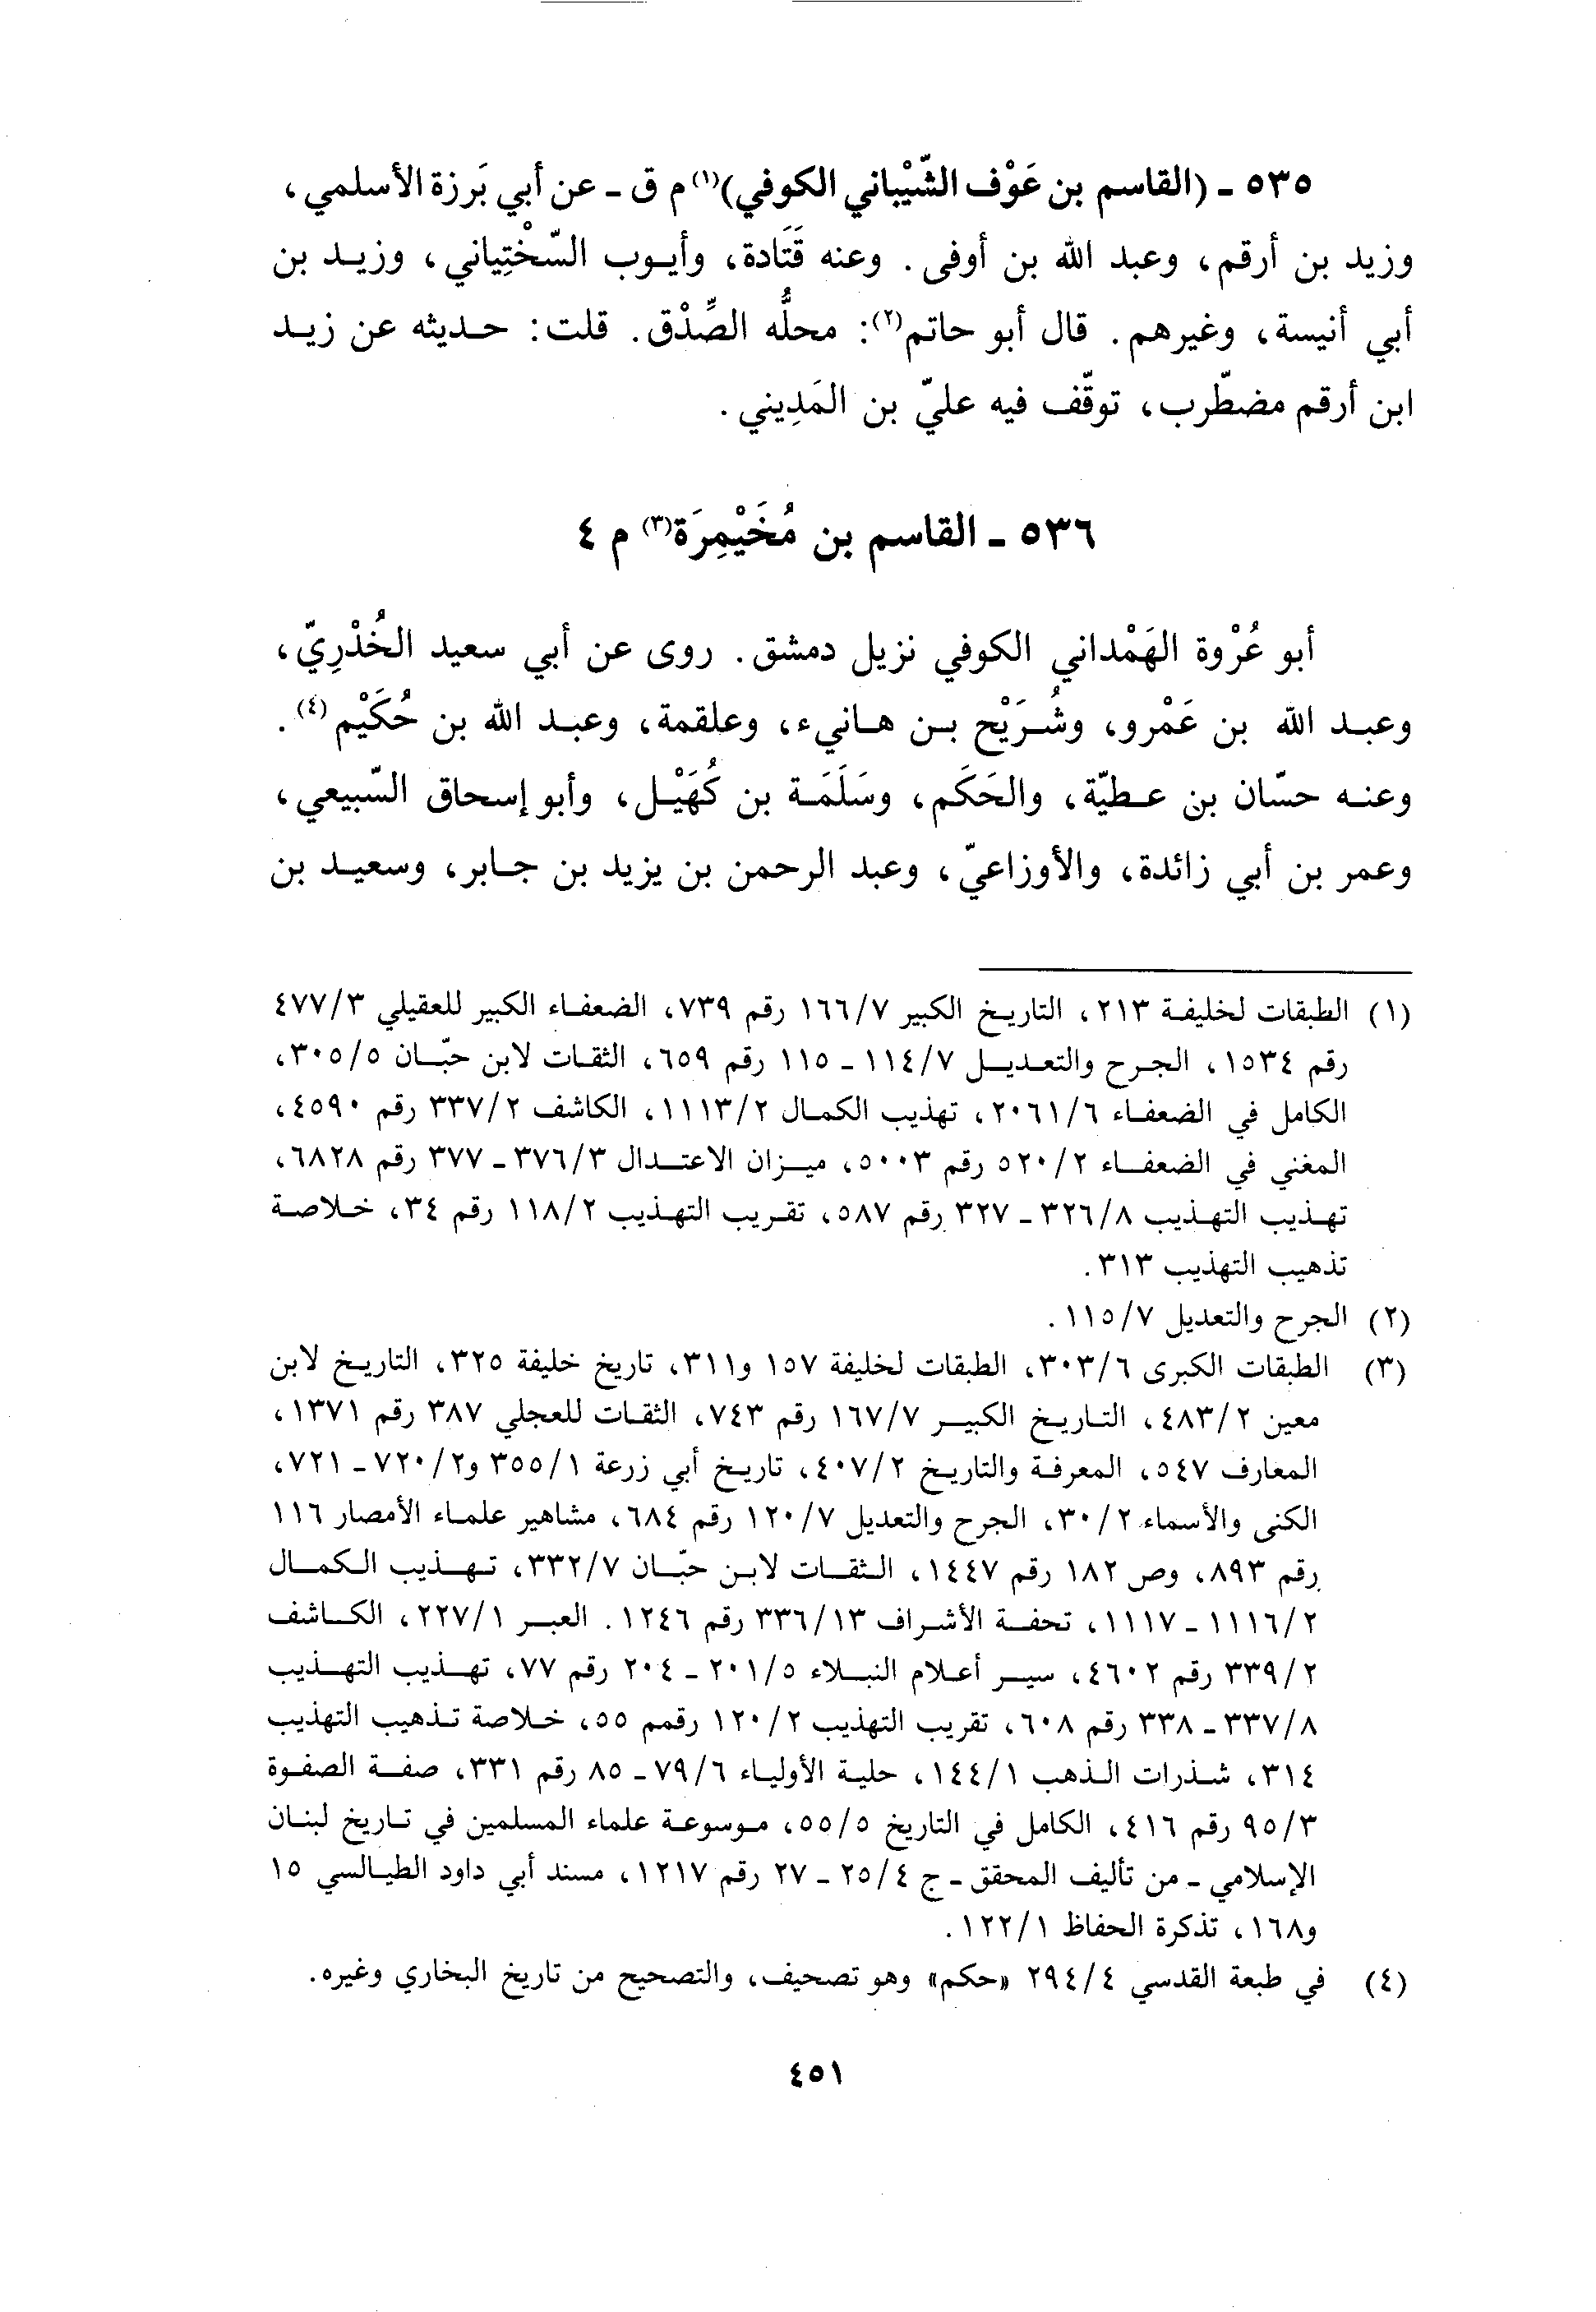 ٥٣٥ - (القاسم بن عَوْف الشَّيْباني الكوفي)(١) م ق - عن أبي بَرزة الأسلمي،
وزيد بن أرقم، وعبد الله بن أوفى. وعنه قَتَادة، وأيوب السَّخْتِياني، وزيد بن
أبي أنيسة، وغيرهم. قال أبو حاتم(٢): محلُّه الصِّدْق. قلت: حديثه عن زيد
ابن أرقم مضطّرب، توقّف فيه عليّ بن المَدِيني.
٥٣٦ - القاسم بن مُخَيْمِرَة(٣) م ٤
أبو عُرْوة الهَمْداني الكوفي نزيل دمشق. روى عن أبي سعيد الخُدْرِيّ،
وعبد الله بن عَمْرو، وشُرَيْح بن هانيء، وعلقمة، وعبد الله بن حُكَيْم(٤).
وعنه حسّان بن عطيّة، والحَكَم، وسَلَمَة بن كُهَيْل، وأبو إسحاق السّبيعي،
وعمر بن أبي زائدة، والأوزاعيّ، وعبد الرحمن بن يزيد بن جابر، وسعيد بن
(١) الطبقات لخليفة ٢١٣، التاريخ الكبير ١٦٦/٧ رقم ٧٣٩، الضعفاء الكبير للعقيلي ٤٧٧/٣
رقم ١٥٣٤، الجرح والتعديل ١١٤/٧ - ١١٥ رقم ٦٥٩، الثقات لابن حبّان ٣٠٥/٥،
الكامل في الضعفاء ٢٠٦١/٦، تهذيب الكمال ١١١٣/٢، الكاشف ٣٣٧/٢ رقم ٤٥٩٠،
المغني في الضعفاء ٥٢٠/٢ رقم ٥٠٠٣، ميزان الاعتدال ٣٧٦/٣ - ٣٧٧ رقم ٦٨٢٨،
تهذيب التهذيب ٣٢٦/٨ - ٣٢٧ رقم ٥٨٧، تقريب التهذيب ١١٨/٢ رقم ٣٤، خلاصة
تذهيب التهذيب ٣١٣.
(٢) الجرح والتعديل ١١٥/٧.
(٣) الطبقات الكبرى ٣٠٣/٦، الطبقات لخليفة ١٥٧ و٣١١، تاريخ خليفة ٣٢٥، التاريخ لابن
معين ٤٨٣/٢، التاريخ الكبير ١٦٧/٧ رقم ٧٤٣، الثقات للعجلي ٣٨٧ رقم ١٣٧١،
المعارف ٥٤٧، المعرفة والتاريخ ٤٠٧/٢، تاريخ أبي زرعة ٣٥٥/١ و٧٢٠/٢ - ٧٢١،
الكنى والأسماء ٣٠/٢، الجرح والتعديل ١٢٠/٧ رقم ٦٨٤، مشاهير علماء الأمصار ١١٦
رقم ٨٩٣، وص ١٨٢ رقم ١٤٤٧، الثقات لابن حبّان ٣٣٢/٧، تهذيب الكمال
١١١٦/٢ - ١١١٧، تحفة الأشراف ٣٣٦/١٣ رقم ١٢٤٦. العبر ٢٢٧/١، الكاشف
٣٣٩/٢ رقم ٤٦٠٢، سير أعلام النبلاء ٢٠١/٥ - ٢٠٤ رقم ٧٧، تهذيب التهذيب
٣٣٧/٨ - ٣٣٨ رقم ٦٠٨، تقريب التهذيب ١٢٠/٢ رقمم ٥٥، خلاصة تذهيب التهذيب
٣١٤، شذرات الذهب ١٤٤/١، حلية الأولياء ٧٩/٦ - ٨٥ رقم ٣٣١، صفة الصفوة
٩٥/٣ رقم ٤١٦، الكامل في التاريخ ٥٥/٥، موسوعة علماء المسلمين في تاريخ لبنان
الإسلامي - من تأليف المحقق - ج ٢٥/٤ - ٢٧ رقم ١٢١٧، مسند أبي داود الطيالسي ١٥
و١٦٨، تذكرة الحفاظ ١٢٢/١.
(٤) في طبعة القدسي ٢٩٤/٤ «حكم» وهو تصحيف، والتصحيح من تاريخ البخاري وغيره.
٤٥١